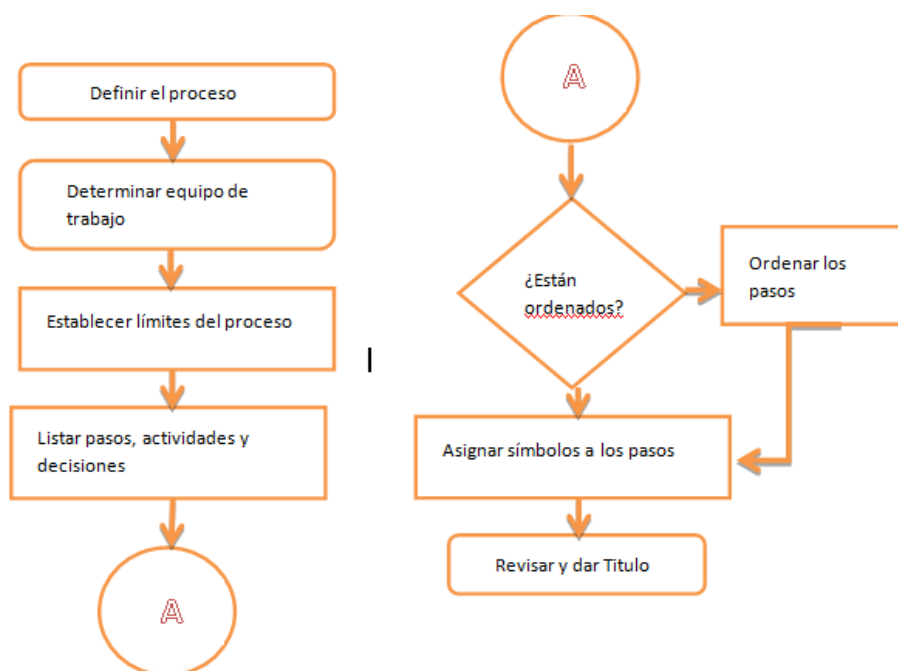 Definir el proceso
Determinar equipo de
trabajo
Establecer límites del proceso
Listar pasos, actividades y
decisiones
A
A
¿Están
ordenados?
Ordenar los
pasos
Asignar símbolos a los pasos
Revisar y dar Titulo